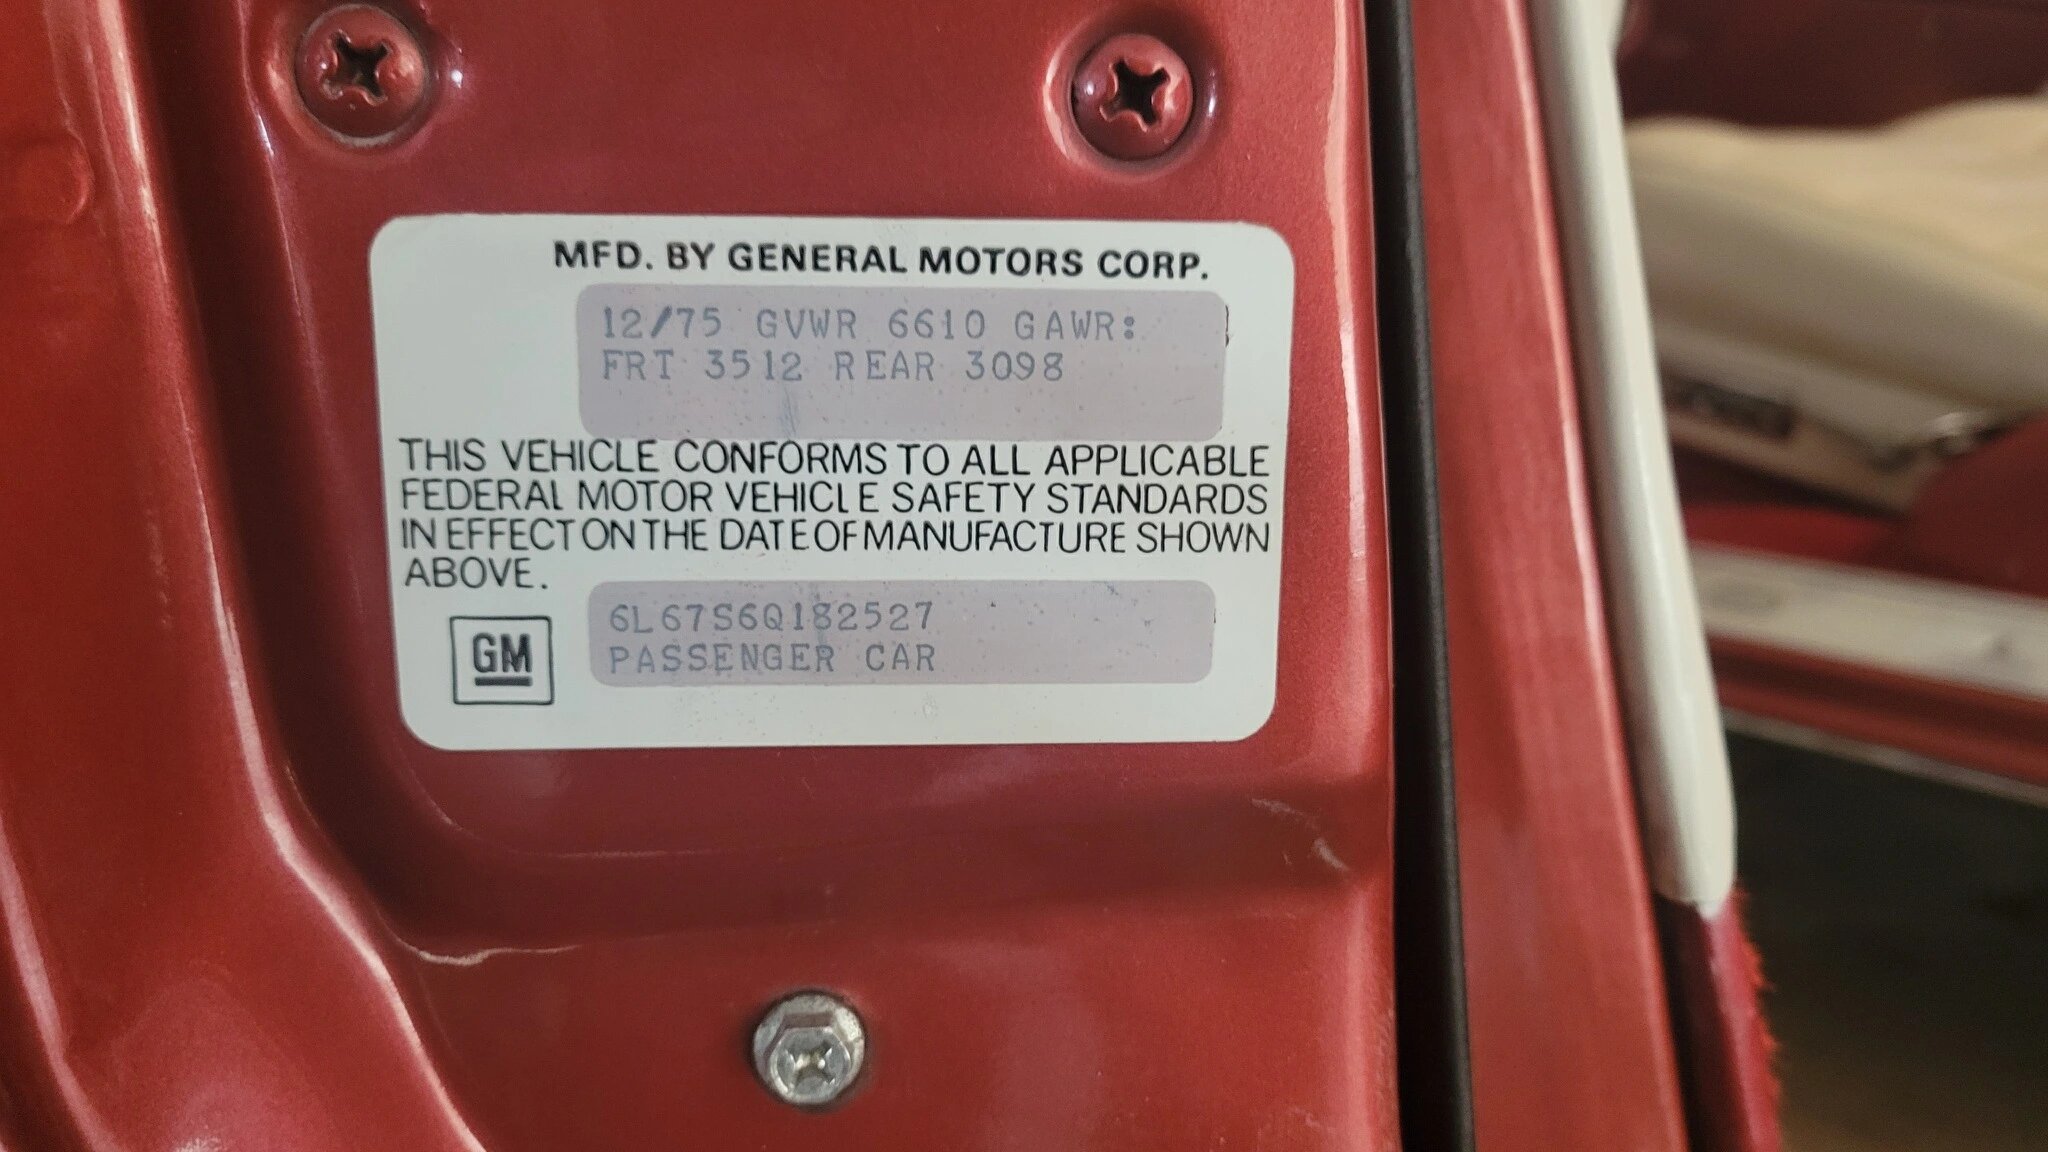 MFD. BY GENERAL MOTORS CORP.
12/75 GVWR 6610 GAWR:
FRT 3512 REAR 3098
THIS VEHICLE CONFORMS TO ALL APPLICABLE
FEDERAL MOTOR VEHICLE SAFETY STANDARDS
IN EFFECT ON THE DATE OF MANUFACTURE SHOWN
ABOVE.
6L67S6Q182527
PASSENGER CAR
GM